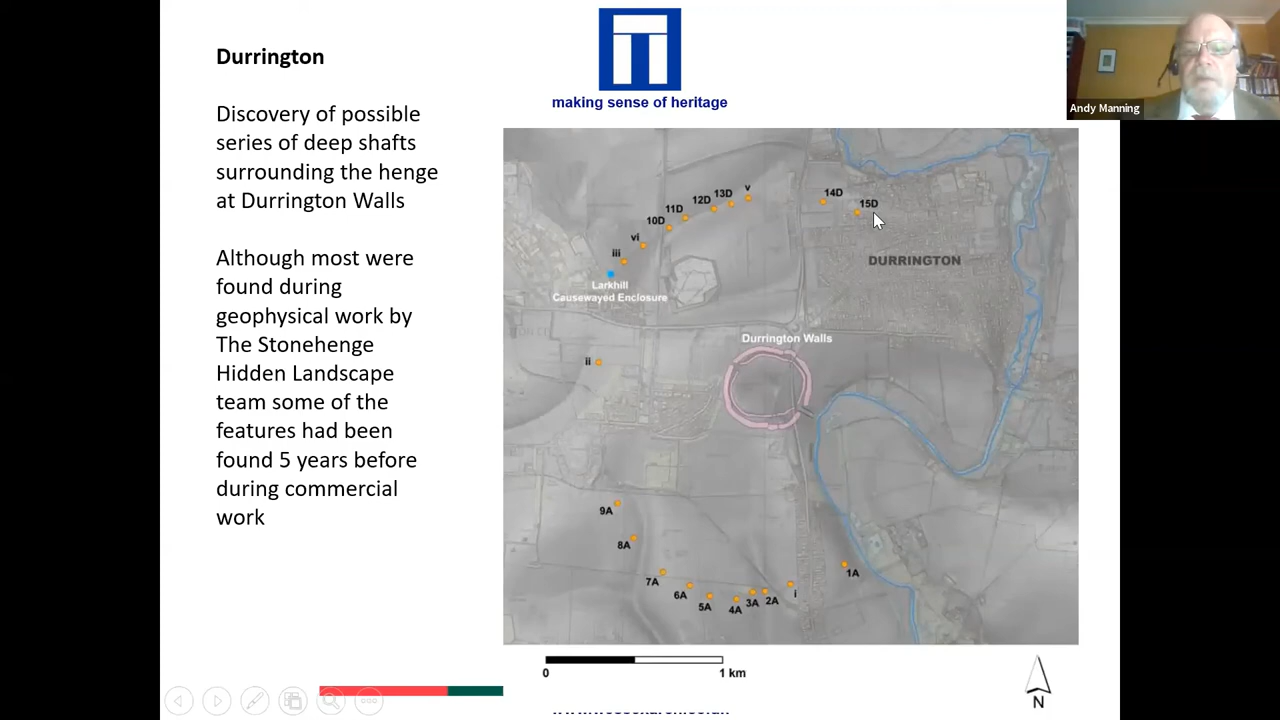 Durrington
Discovery of possible
series of deep shafts
surrounding the henge
at Durrington Walls
Although most were
found during
geophysical work by
The Stonehenge
Hidden Landscape
team some of the
features had been
found 5 years before
during commercial
work
making sense of heritage
Andy Manning
v
13D
12D
11D
10D
vi
iii
14D
15D
DURRINGTON
Larkhill
Causewayed Enclosure
Durrington Walls
ii
9A
8A
7A
6A
5A
4A
3A
2A
i
1A
0
1 km
N